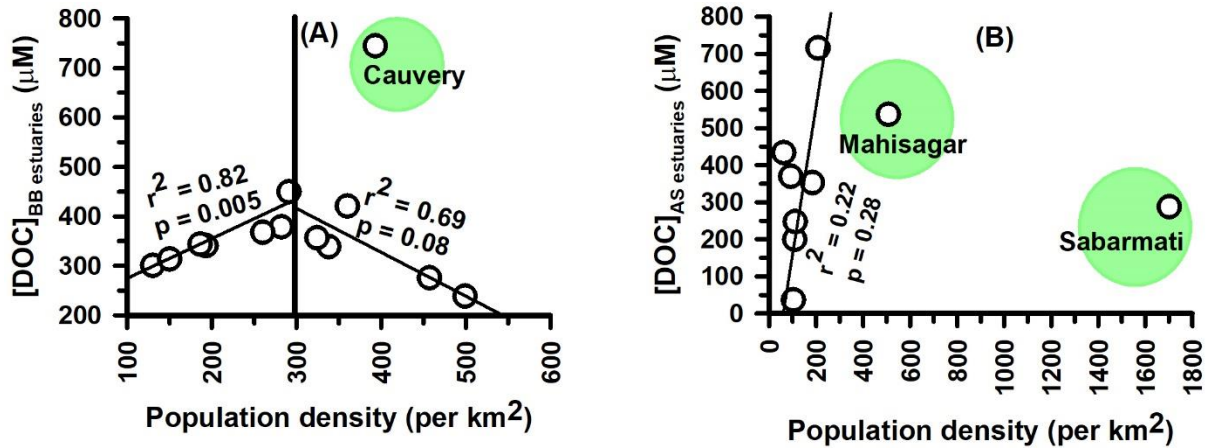 [DOC]BB estuaries (µM)
800
700
600
500
400
300
200
(A)
Cauvery
r2 = 0.82
p = 0.005
r2 = 0.69
p = 0.08
100
200
300
400
500
600
Population density (per km2)
[DOC]AS estuaries (µM)
800
700
600
500
400
300
200
100
0
(B)
Mahisagar
Sabarmati
r2 = 0.22
p = 0.28
0
200
400
600
800
1000
1200
1400
1600
1800
Population density (per km2)